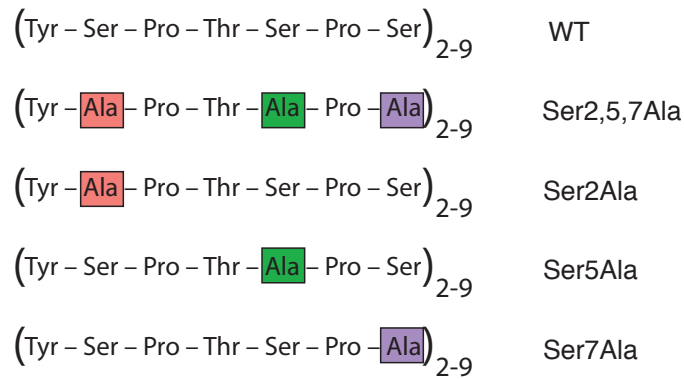 (Tyr – Ser – Pro – Thr – Ser – Pro – Ser)2-9 WT
(Tyr – Ala – Pro – Thr – Ala – Pro – Ala)2-9 Ser2,5,7Ala
(Tyr – Ala – Pro – Thr – Ser – Pro – Ser)2-9 Ser2Ala
(Tyr – Ser – Pro – Thr – Ala – Pro – Ser)2-9 Ser5Ala
(Tyr – Ser – Pro – Thr – Ser – Pro – Ala)2-9 Ser7Ala